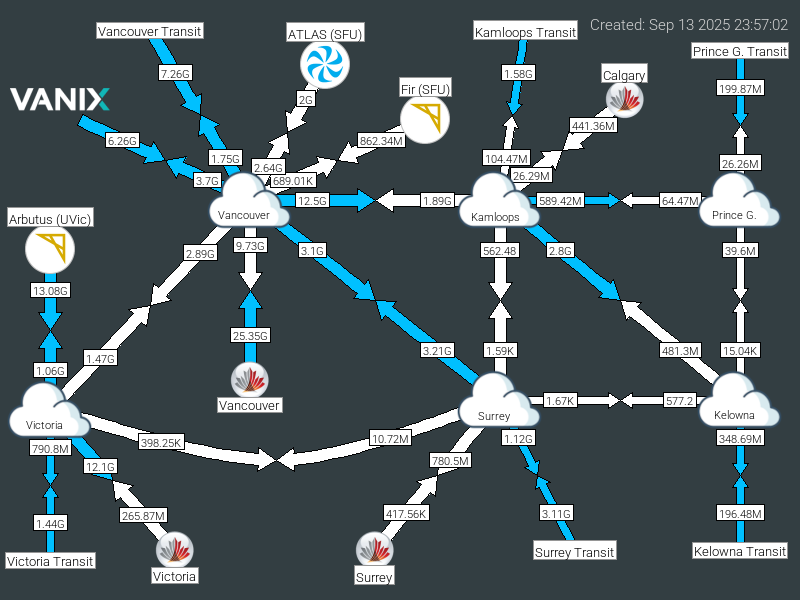 Created: Sep 13 2025 23:57:02
Vancouver Transit
ATLAS (SFU)
Kamloops Transit
Prince G. Transit
7.26G
1.58G
Calgary
199.87M
VANIX
2G
Fir (SFU)
441.36M
6.26G
862.34M
1.75G
104.47M
26.26M
3.7G
2.64G
689.01K
26.29M
12.5G
1.89G
589.42M
64.47M
Arbutus (UVic)
Vancouver
Kamloops
Prince G.
2.89G
9.73G
3.1G
562.48
2.8G
39.6M
13.08G
25.35G
1.06G
1.47G
3.21G
1.59K
481.3M
15.04K
Vancouver
1.67K
577.2
Victoria
Surrey
Kelowna
790.8M
398.25K
10.72M
1.12G
348.69M
12.1G
780.5M
1.44G
265.87M
417.56K
3.11G
196.48M
Victoria Transit
Victoria
Surrey
Surrey Transit
Kelowna Transit